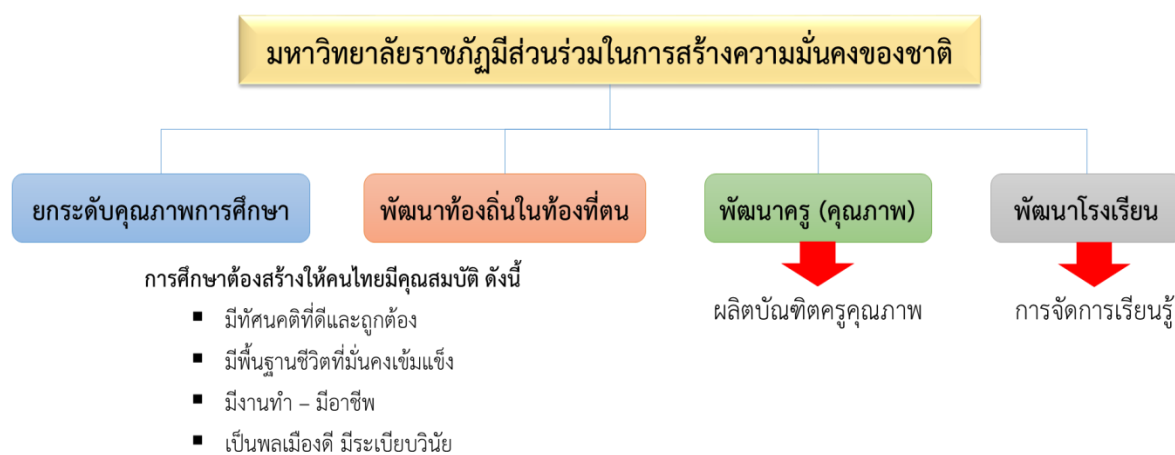 มหาวิทยาลัยราชภัฏมีส่วนร่วมในการสร้างความมั่นคงของชาติ
ยกระดับคุณภาพการศึกษา
พัฒนาท้องถิ่นในท้องที่ตน
พัฒนาครู (คุณภาพ)
พัฒนาโรงเรียน
การศึกษาต้องสร้างให้คนไทยมีคุณสมบัติ ดังนี้
▪ มีทัศนคติที่ดีและถูกต้อง
▪ มีพื้นฐานชีวิตที่มั่นคงเข้มแข็ง
▪ มีงานทำ – มีอาชีพ
▪ เป็นพลเมืองดี มีระเบียบวินัย
ผลิตบัณฑิตครูคุณภาพ
การจัดการเรียนรู้